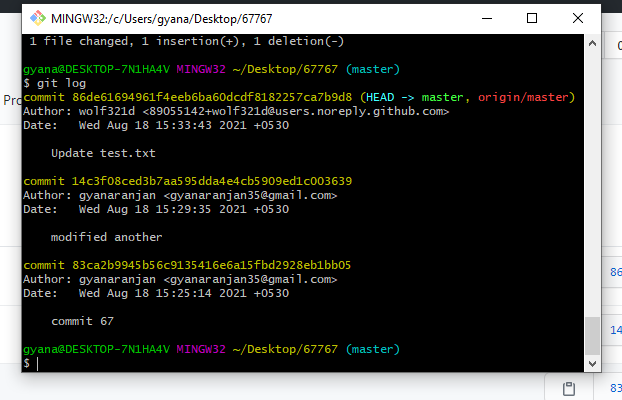 MINGW32:/c/Users/gyana/Desktop/67767
1 file changed, 1 insertion(+), 1 deletion(-)
gyana@DESKTOP-7N1HA4V MINGW32 ~/Desktop/67767 (master)
$ git log
commit 86de61694961f4eeb6ba60dcdf8182257ca7b9d8 (HEAD -> master, origin/master)
Author: wolf321d <89055142+wolf321d@users.noreply.github.com>
Date:   Wed Aug 18 15:33:43 2021 +0530
Update test.txt
commit 14c3f08ced3b7aa595dda4e4cb5909ed1c003639
Author: gyanaranjan <gyanaranjan35@gmail.com>
Date:   Wed Aug 18 15:29:35 2021 +0530
modified another
commit 83ca2b9945b56c9135416e6a15fbd2928eb1bb05
Author: gyanaranjan <gyanaranjan35@gmail.com>
Date:   Wed Aug 18 15:25:14 2021 +0530
commit 67
gyana@DESKTOP-7N1HA4V MINGW32 ~/Desktop/67767 (master)
$
Pro
86
14
83